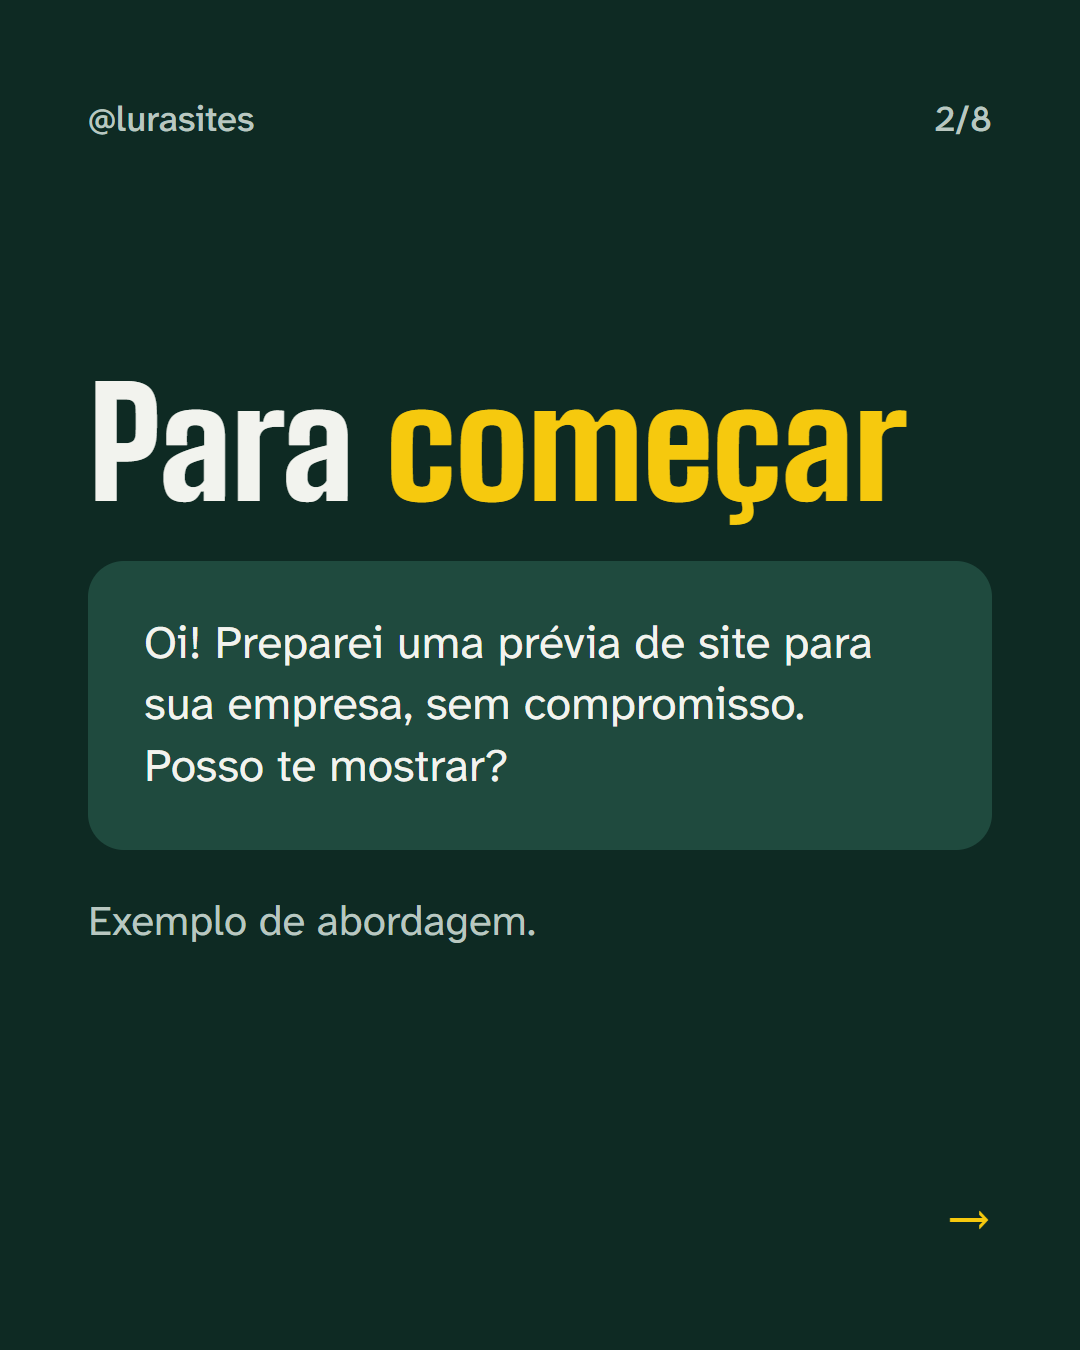 @lurasites
2/8
Para começar
Oi! Preparei uma prévia de site para
sua empresa, sem compromisso.
Posso te mostrar?
Exemplo de abordagem.
→